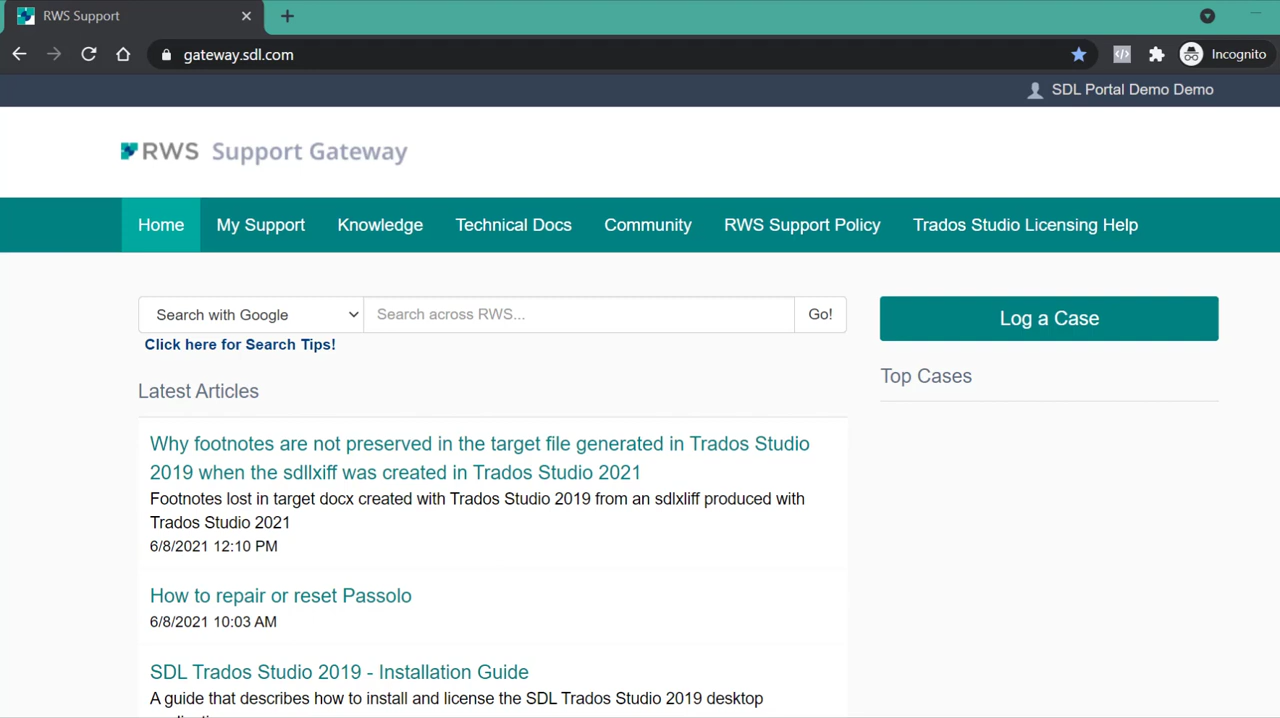 RWS Support
gateway.sdl.com
Incognito
SDL Portal Demo Demo
RWS Support Gateway
Home My Support Knowledge Technical Docs Community RWS Support Policy Trados Studio Licensing Help
Search with Google Search across RWS... Go!
Log a Case
Click here for Search Tips!
Top Cases
Latest Articles
Why footnotes are not preserved in the target file generated in Trados Studio
2019 when the sdllxiff was created in Trados Studio 2021
Footnotes lost in target docx created with Trados Studio 2019 from an sdlxliff produced with
Trados Studio 2021
6/8/2021 12:10 PM
How to repair or reset Passolo
6/8/2021 10:03 AM
SDL Trados Studio 2019 - Installation Guide
A guide that describes how to install and license the SDL Trados Studio 2019 desktop